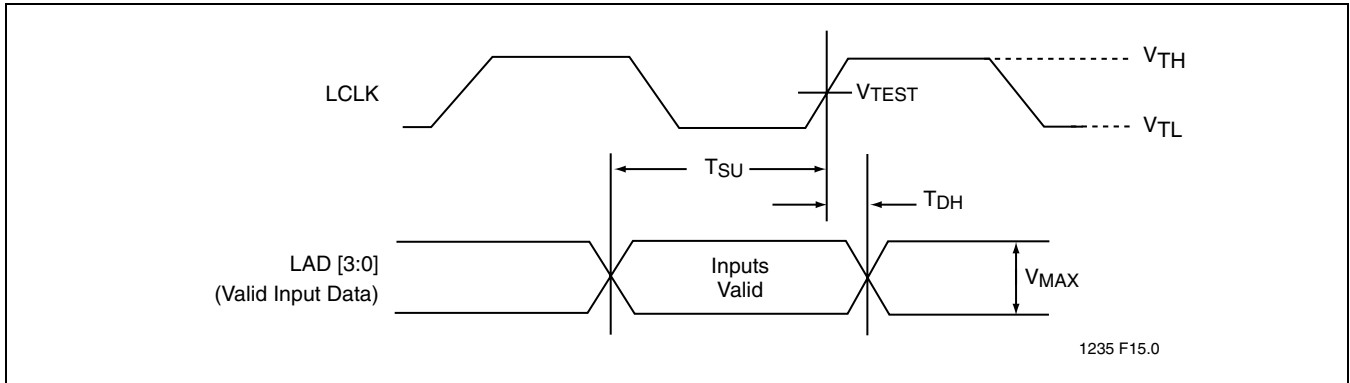 VTH
LCLK
VTEST
VTL
TSU
TDH
LAD [3:0]
(Valid Input Data)
Inputs
Valid
VMAX
1235 F15.0